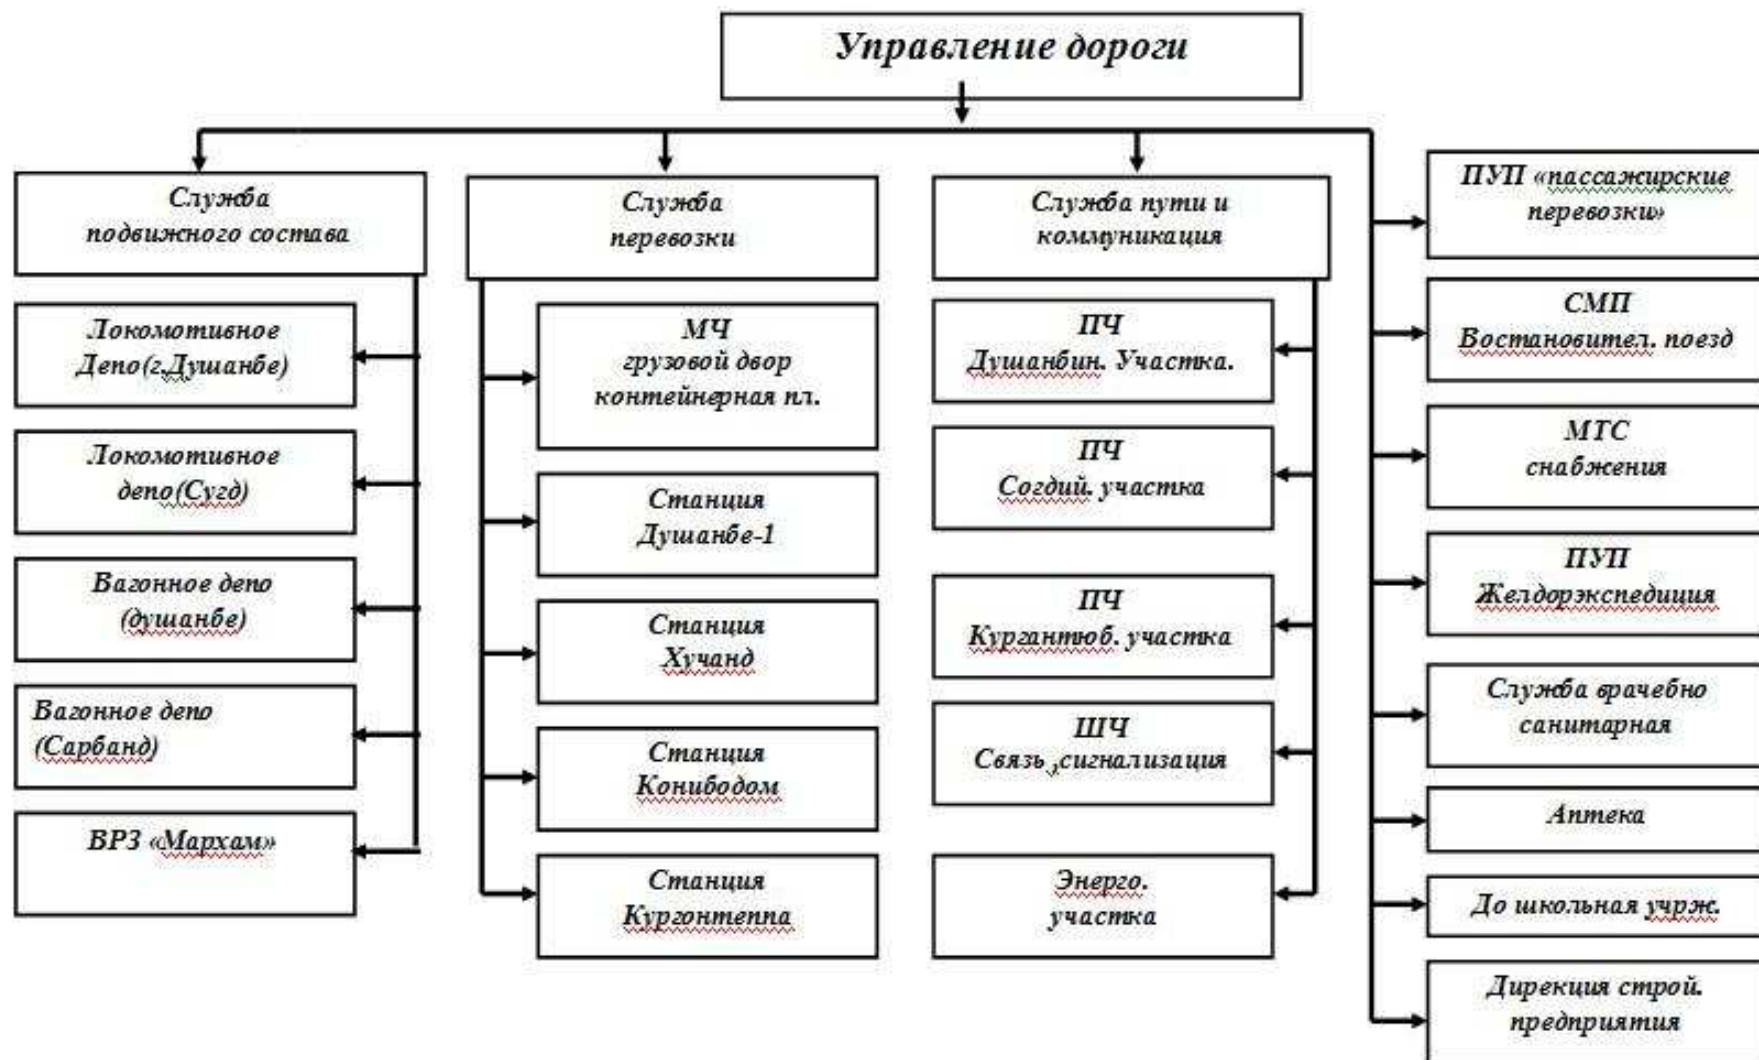 Управление дороги
Служба
подвижного состава
Локомотивное
Депо(г.Душанбе)
Локомотивное
депо(Сугд)
Вагонное депо
(душанбе)
Вагонное депо
(Сарбанд)
ВРЗ «Мархам»
Служба
перевозки
МЧ
грузовой двор
контейнерная пл.
Станция
Душанбе-1
Станция
Хучанд
Станция
Конибодом
Станция
Кургонтеппа
Служба пути и
коммуникация
ПЧ
Душанбин. Участка.
ПЧ
Согдий. участка
ПЧ
Кургантюб. участка
ШЧ
Связь ,сигнализация
Энерго.
участка
ПУП «пассажирские
перевозки»
СМП
Востановител. поезд
МТС
снабжения
ПУП
Желдорэкспедиция
Служба врачебно
санитарная
Аптека
До школьная учрж.
Дирекция строй.
предприятия